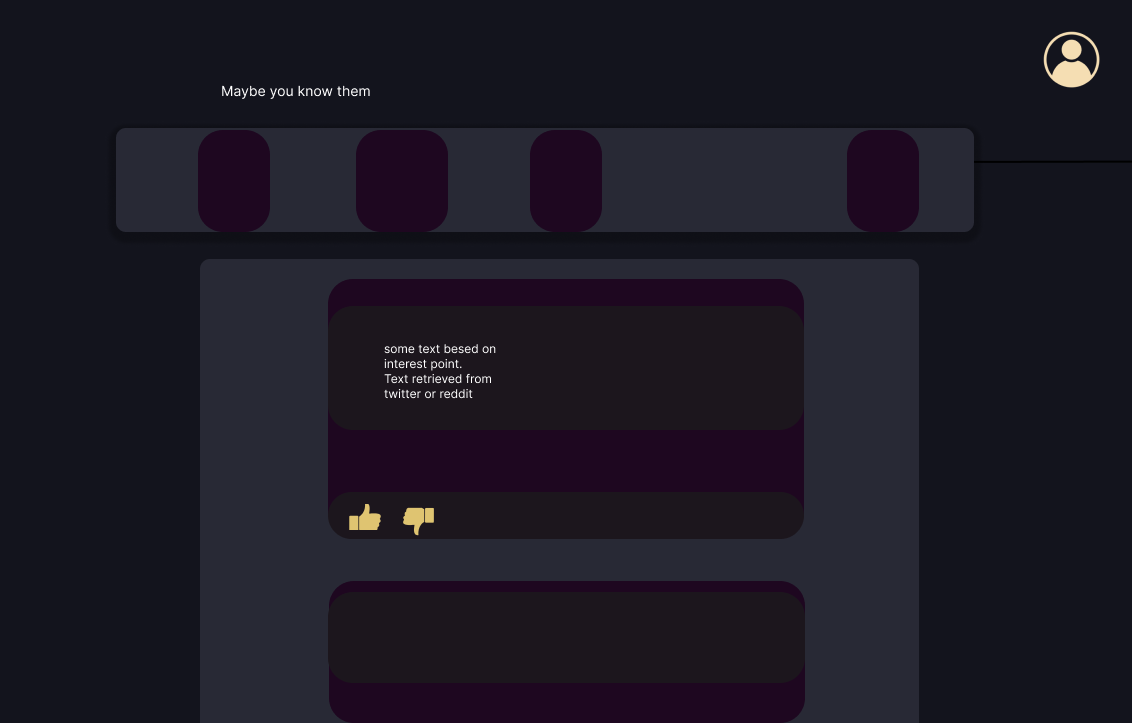 Maybe you know them
some text besed on
interest point.
Text retrieved from
twitter or reddit